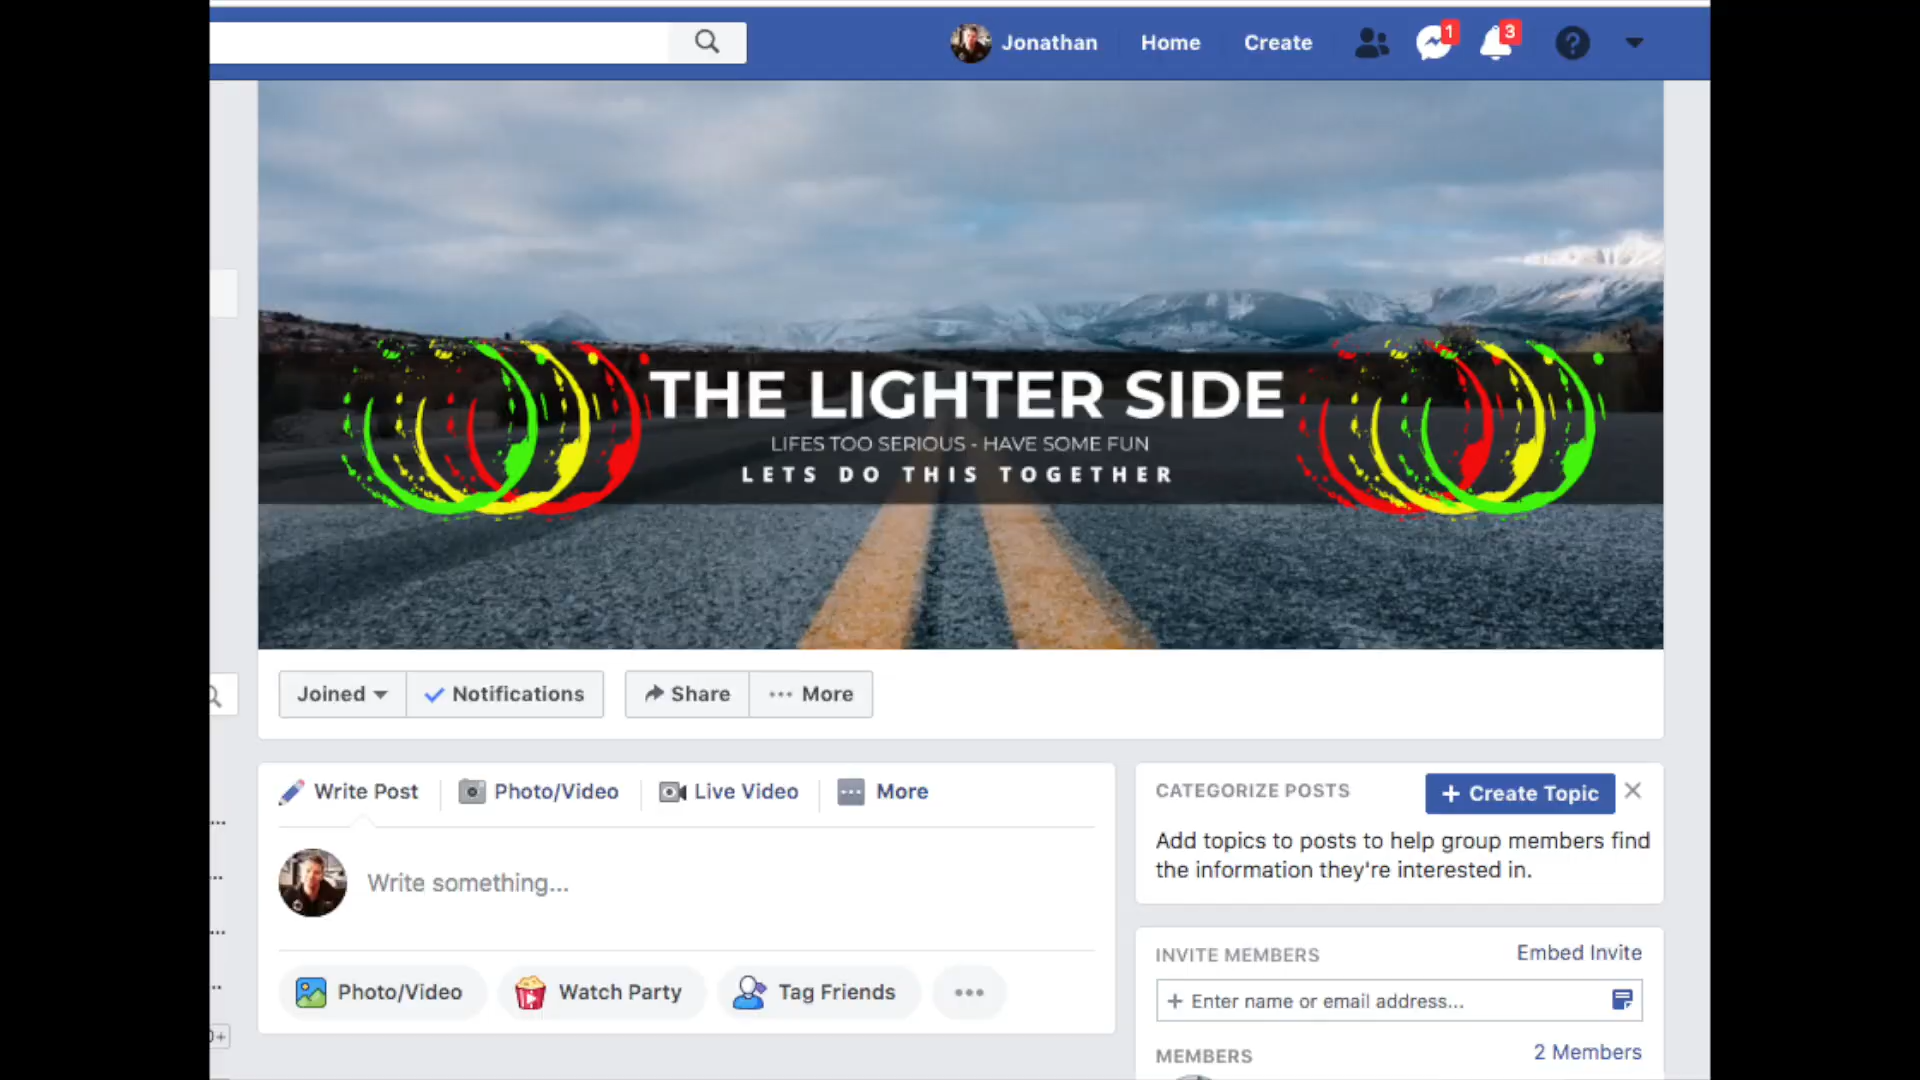 Jonathan
Home
Create
1
3
?
THE LIGHTER SIDE
LIFES TOO SERIOUS - HAVE SOME FUN
LETS DO THIS TOGETHER
Joined
Notifications
Share
More
Write Post
Photo/Video
Live Video
More
Write something...
Photo/Video
Watch Party
Tag Friends
CATEGORIZE POSTS
+ Create Topic
Add topics to posts to help group members find
the information they're interested in.
INVITE MEMBERS
Embed Invite
+ Enter name or email address...
MEMBERS
2 Members